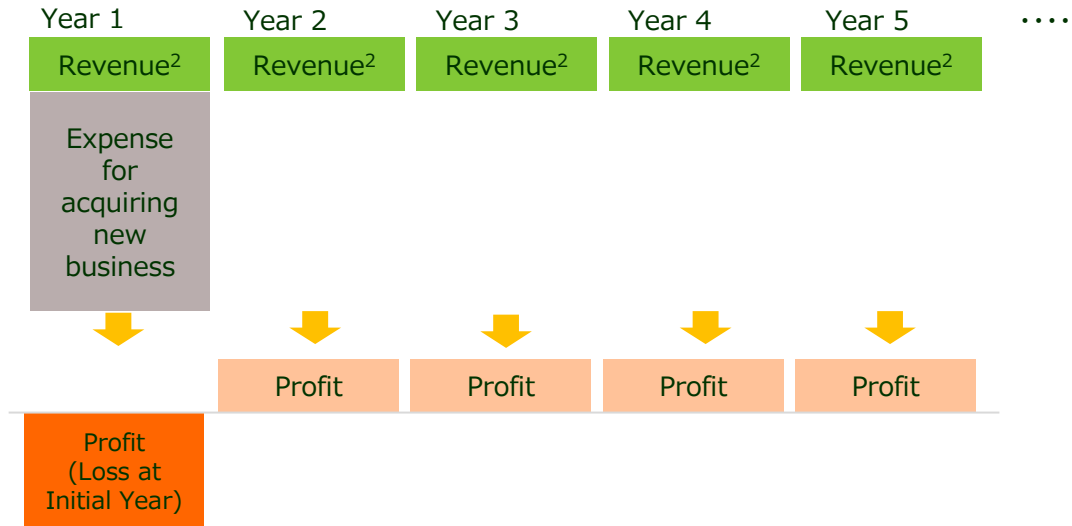 Year 1 Year 2 Year 3 Year 4 Year 5 ‥‥
Revenue² Revenue² Revenue² Revenue² Revenue²
Expense
for
acquiring
new
business
Profit Profit Profit Profit
Profit
(Loss at
Initial Year)